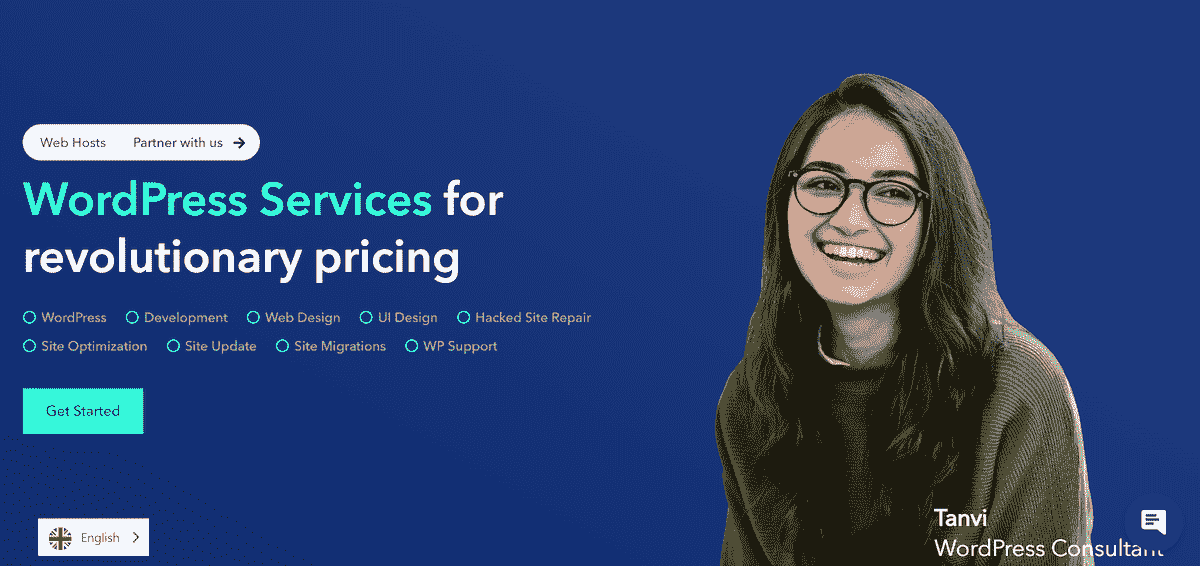 Web Hosts Partner with us
WordPress Services for
revolutionary pricing
WordPress Development Web Design UI Design Hacked Site Repair
Site Optimization Site Update Site Migrations WP Support
Get Started
English
Tanvi
WordPress Consultant